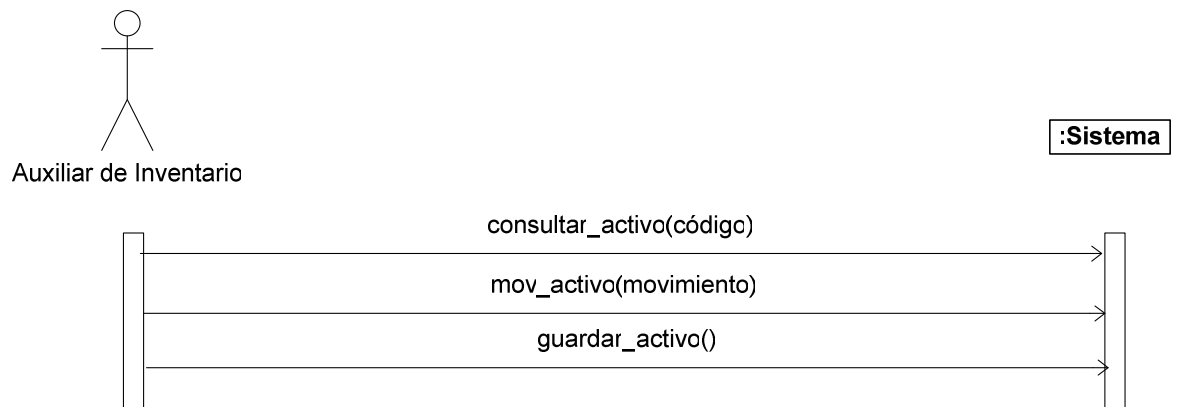 :Sistema
Auxiliar de Inventario
consultar_activo(código)
mov_activo(movimiento)
guardar_activo()